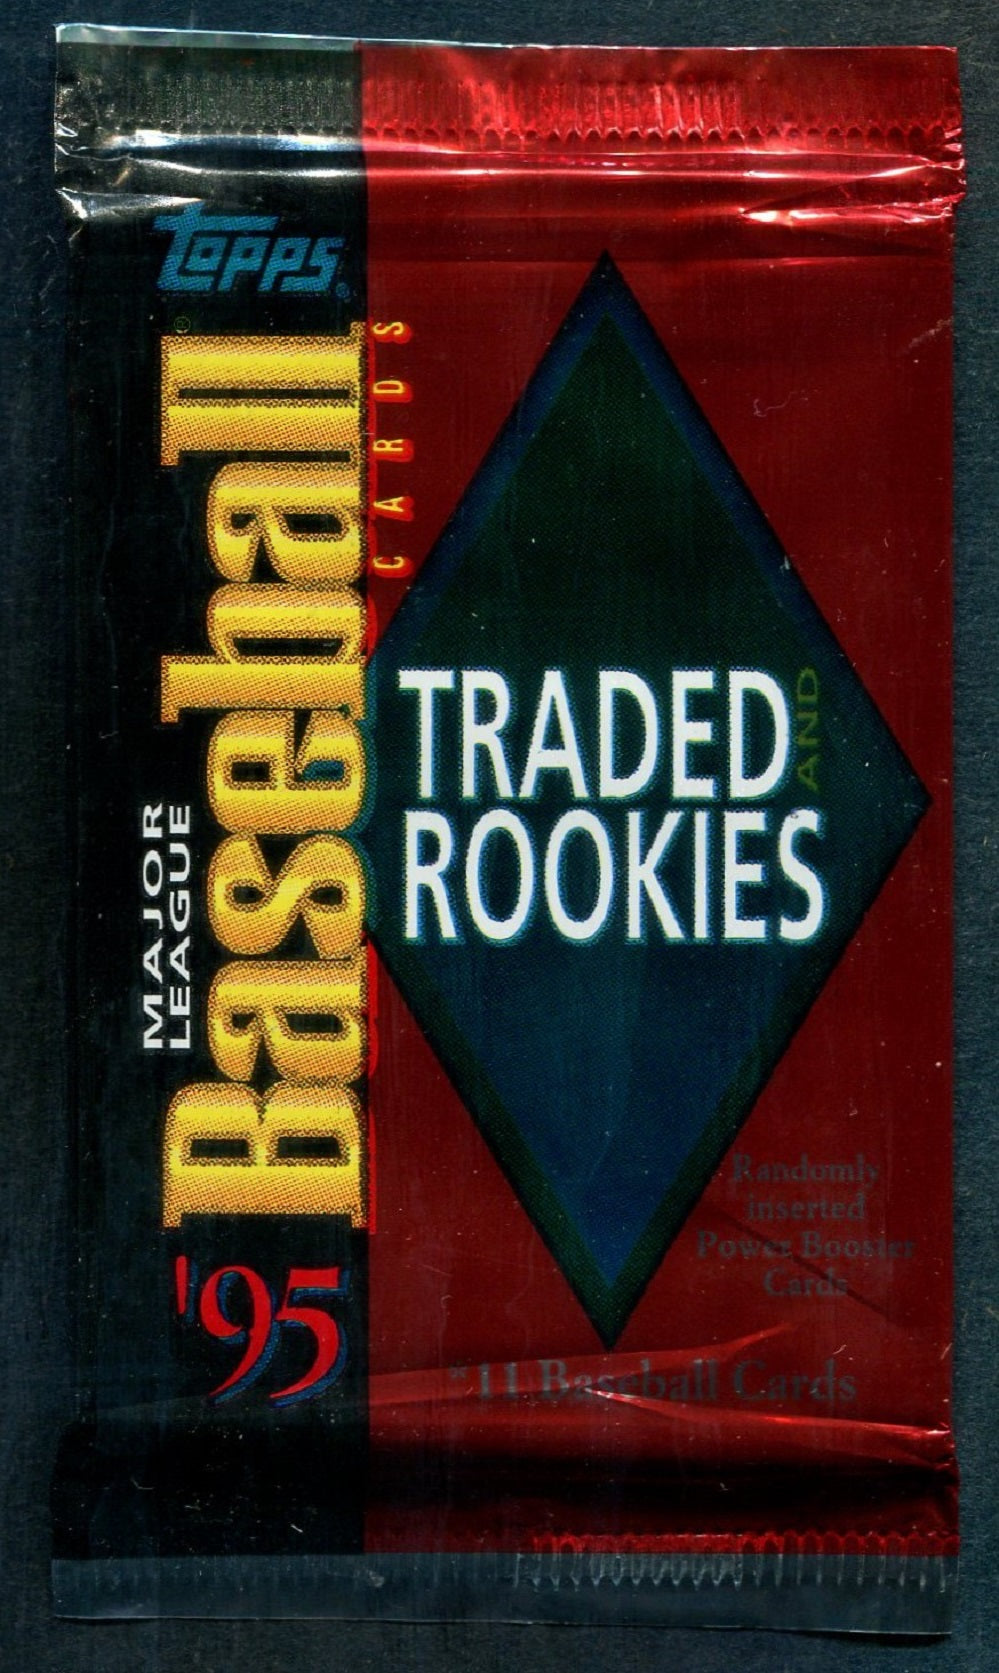 Topps®
MAJOR
LEAGUE
Baseball®
CARDS
'95
TRADED
AND
ROOKIES
Randomly
inserted
Power Booster
Cards
*11 Baseball Cards